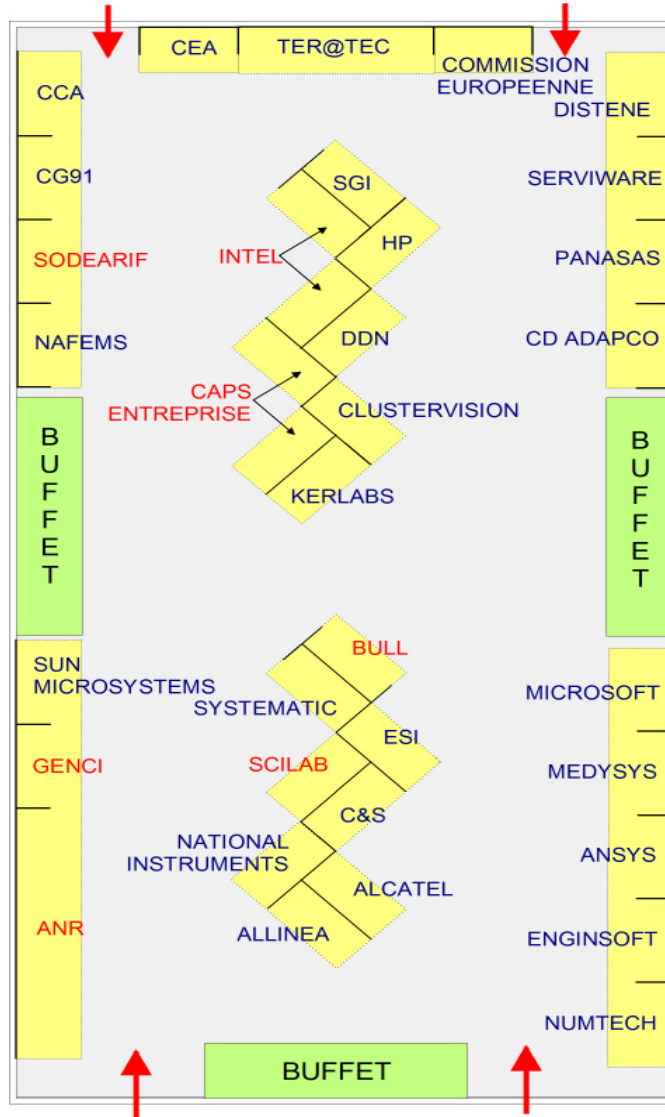 CEA
TER@TEC
COMMISSION
EUROPEENNE
CCA
DISTENE
CG91
SGI
SERVIWARE
SODEARIF
INTEL
HP
PANASAS
NAFEMS
DDN
CD ADAPCO
CAPS
ENTREPRISE
CLUSTERVISION
BUFFET
BUFFET
KERLABS
SUN
MICROSYSTEMS
BULL
SYSTEMATIC
MICROSOFT
ESI
GENCI
SCILAB
MEDYSYS
C&S
NATIONAL
INSTRUMENTS
ANSYS
ALCATEL
ANR
ALLINEA
ENGINSOFT
NUMTECH
BUFFET